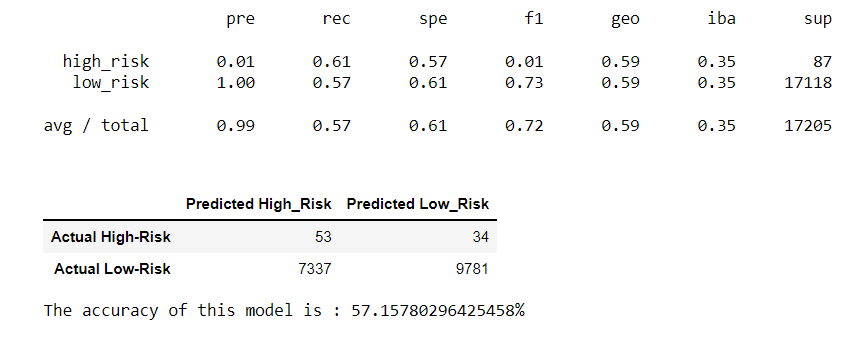 pre rec spe f1 geo iba sup
high_risk 0.01 0.61 0.57 0.01 0.59 0.35 87
low_risk 1.00 0.57 0.61 0.73 0.59 0.35 17118
avg / total 0.99 0.57 0.61 0.72 0.59 0.35 17205
Predicted High_Risk Predicted Low_Risk
Actual High-Risk 53 34
Actual Low-Risk 7337 9781
The accuracy of this model is : 57.15780296425458%